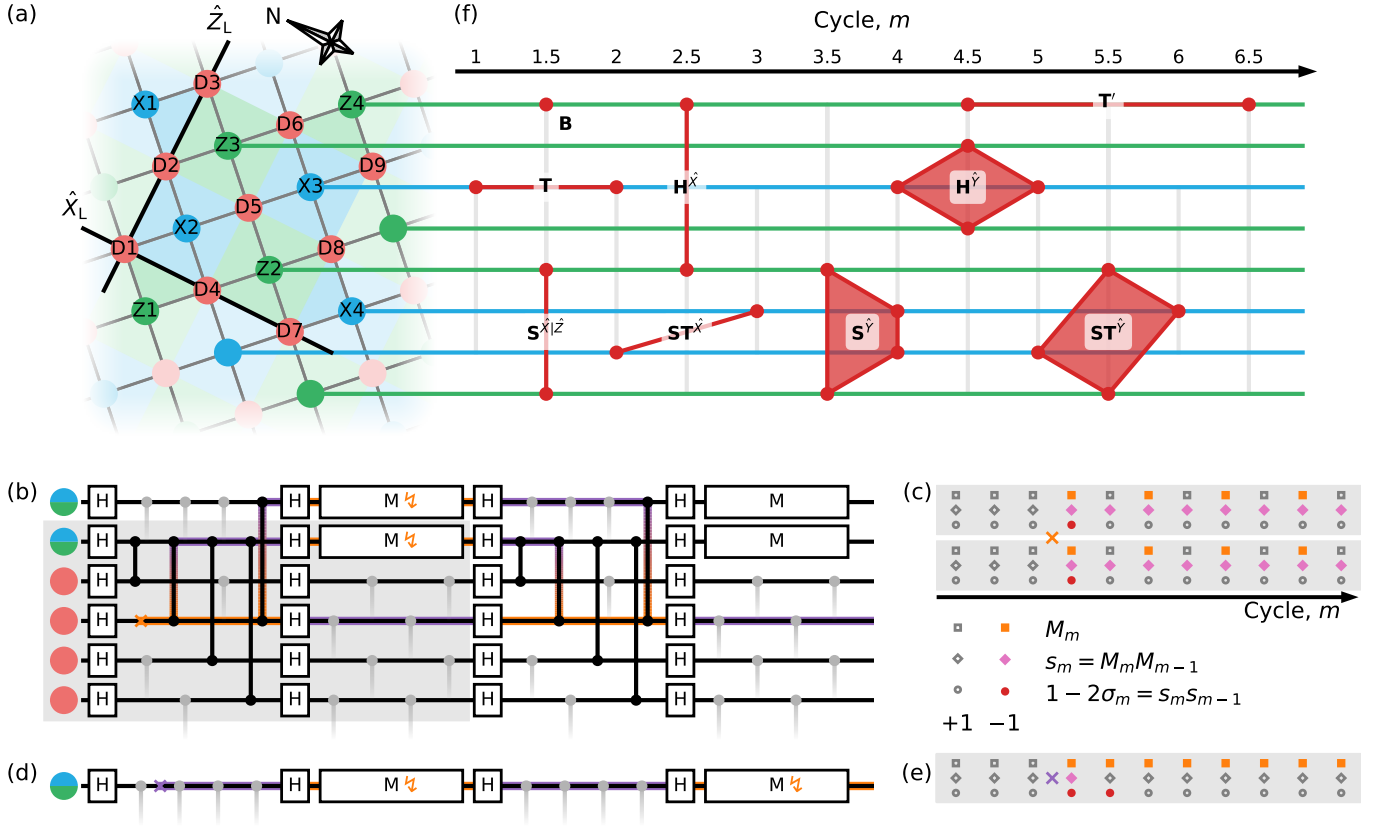 (a)
N
Ẑ_L
X̂_L
D3
X1
Z4
D6
Z3
D2
D9
X3
D5
X2
D1
D8
Z2
D4
Z1
X4
D7
(f)
Cycle, m
1 1.5 2 2.5 3 3.5 4 4.5 5 5.5 6 6.5
T′
B
T
H^X̂
H^Ŷ
S^X̂|Ẑ
ST^X̂
S^Ŷ
ST^Ŷ
(b)
H H M H H M
H H M H H M
H H H H
H H H H
H H H H
H H H H
(c)
Cycle, m
M_m
s_m = M_m M_{m−1}
1 − 2σ_m = s_m s_{m−1}
+1 −1
(d)
H H M H H M
(e)